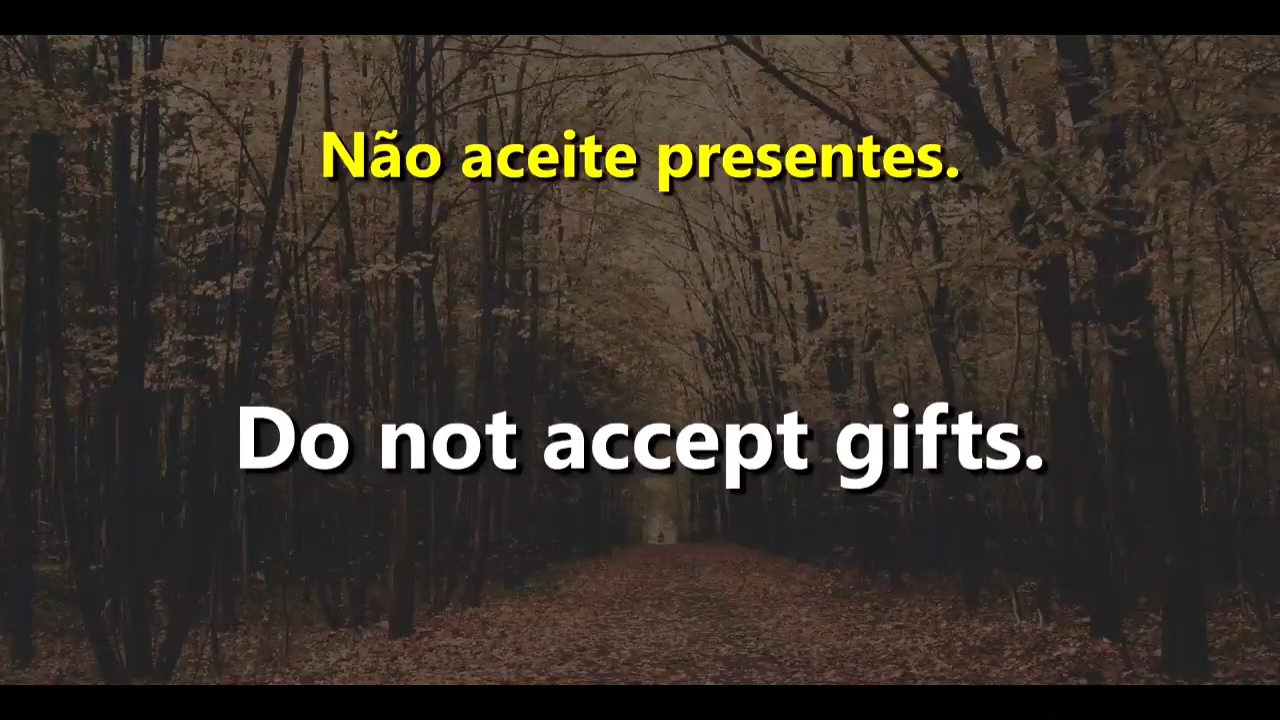 Não aceite presentes.
Do not accept gifts.